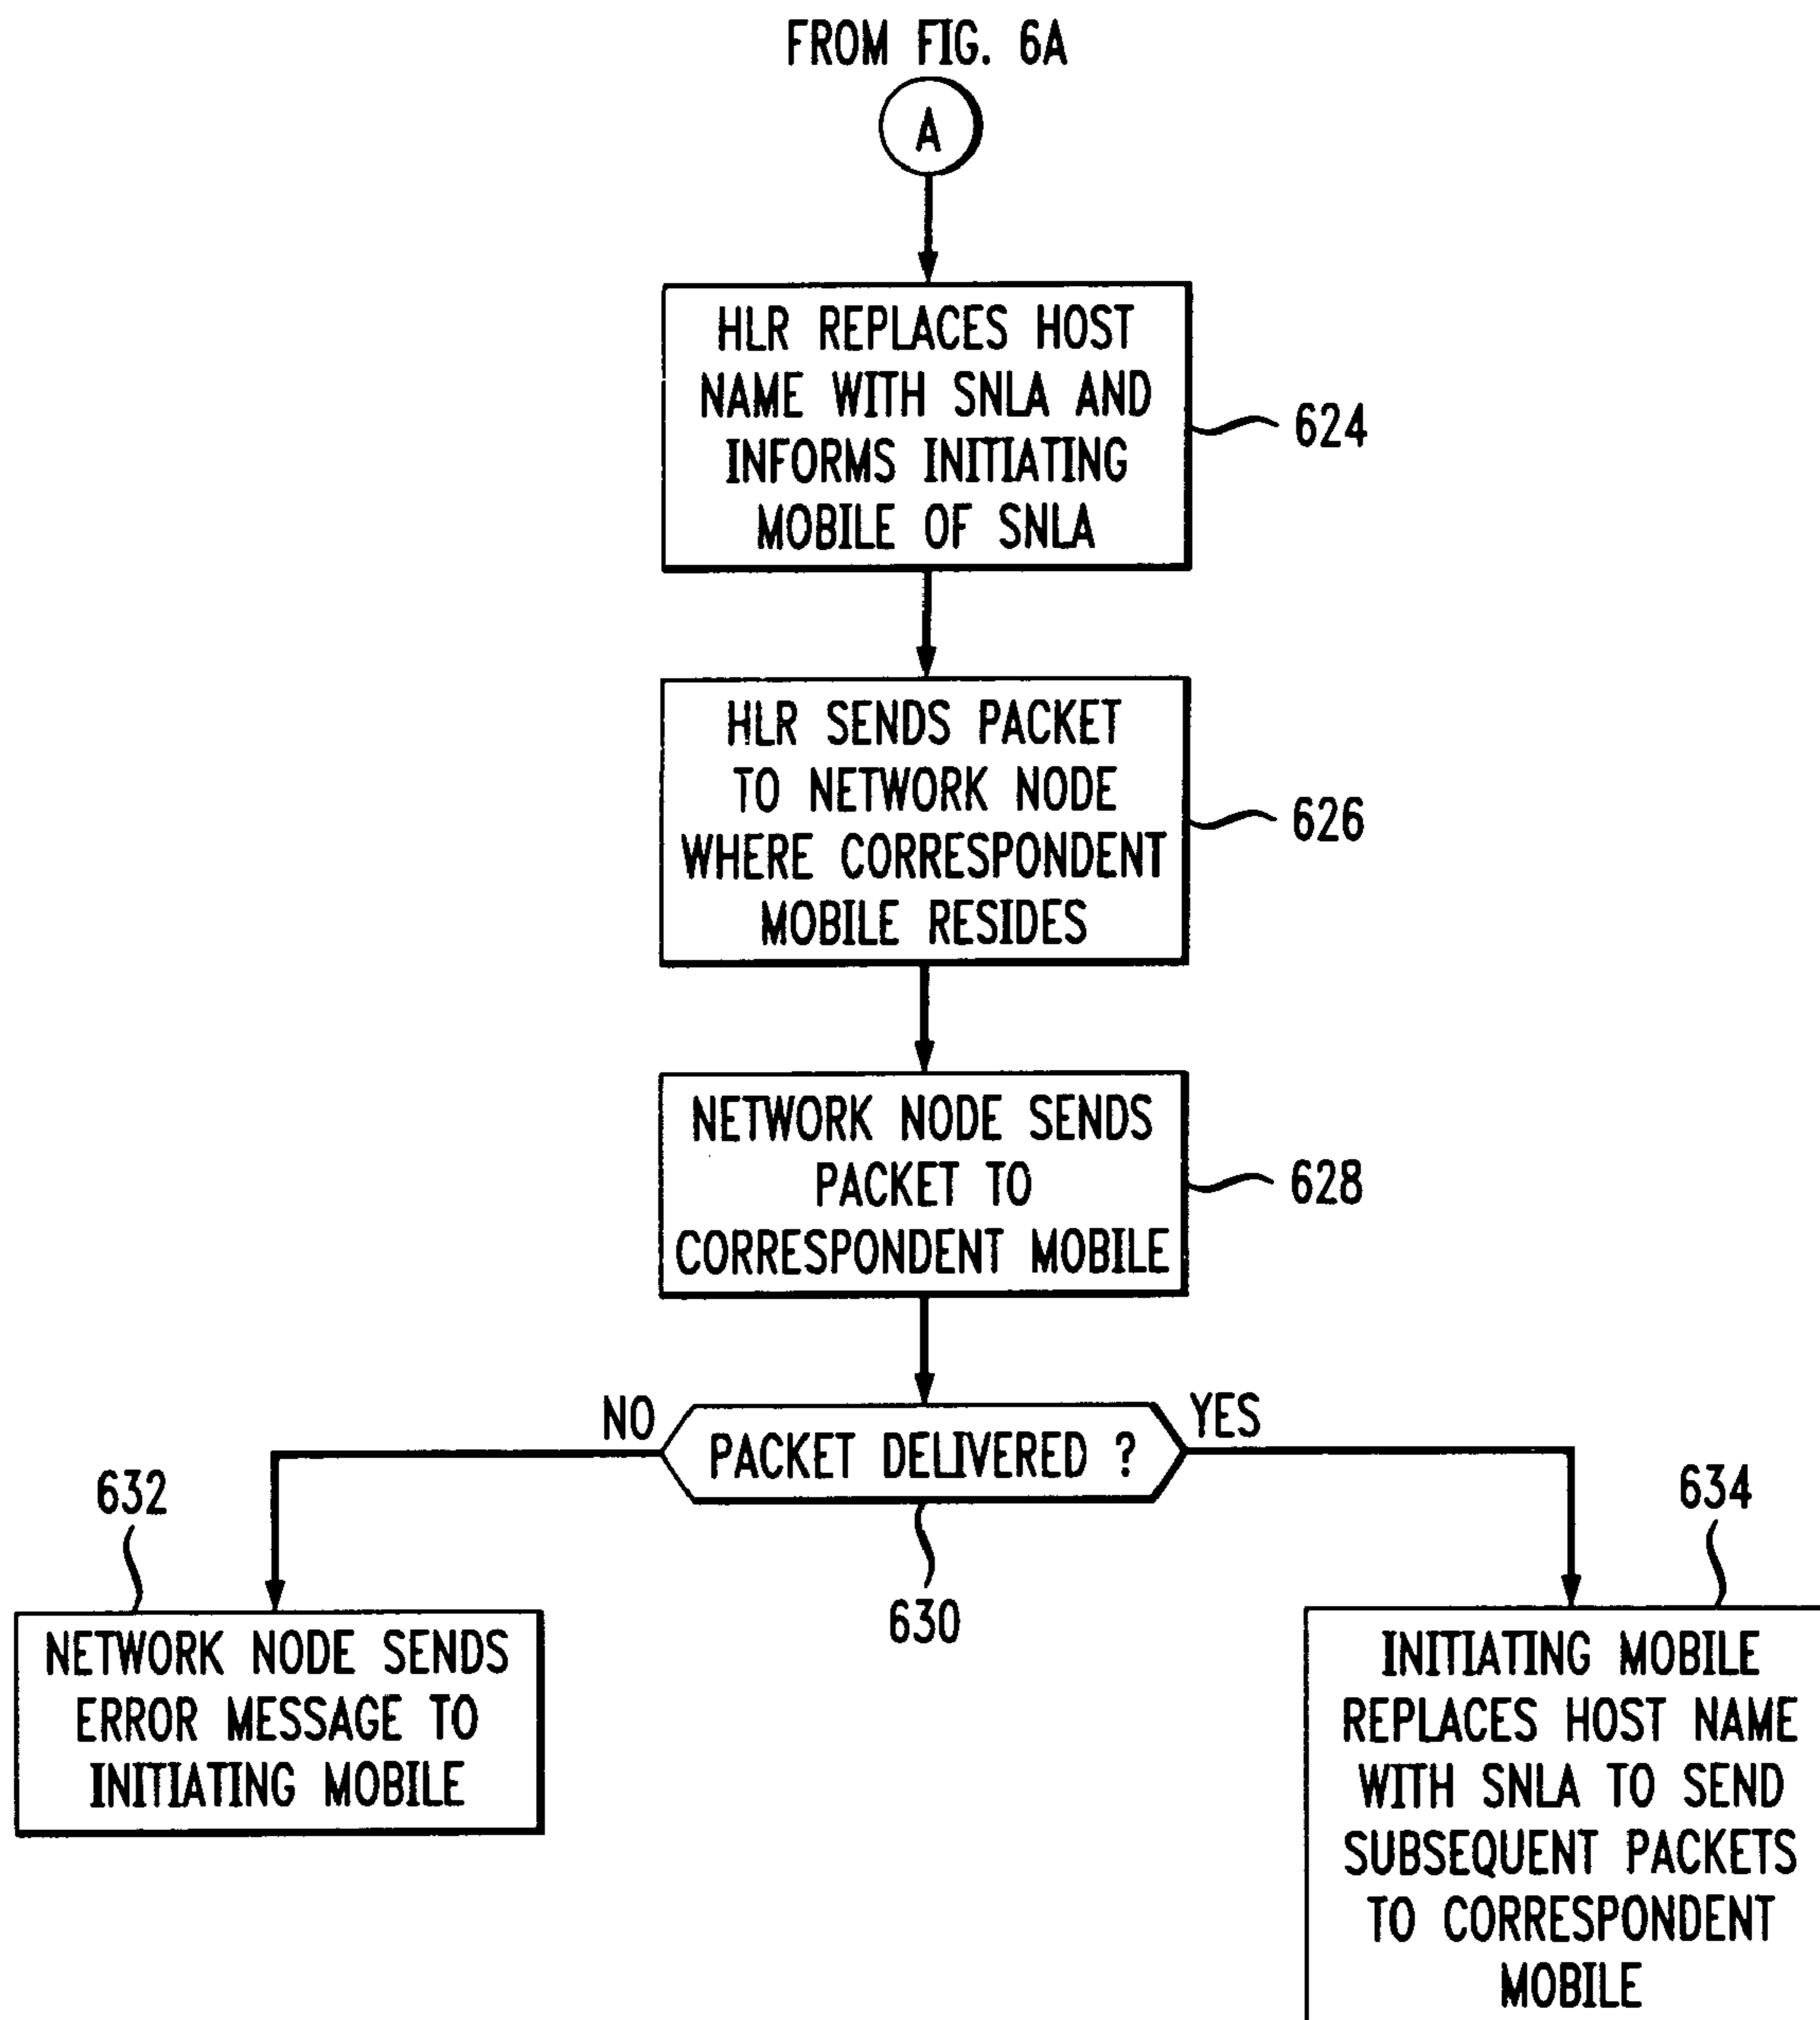 FROM FIG. 6A
A
HLR REPLACES HOST
NAME WITH SNLA AND
INFORMS INITIATING
MOBILE OF SNLA
624
HLR SENDS PACKET
TO NETWORK NODE
WHERE CORRESPONDENT
MOBILE RESIDES
626
NETWORK NODE SENDS
PACKET TO
CORRESPONDENT MOBILE
628
NO
PACKET DELIVERED ?
YES
630
632
NETWORK NODE SENDS
ERROR MESSAGE TO
INITIATING MOBILE
634
INITIATING MOBILE
REPLACES HOST NAME
WITH SNLA TO SEND
SUBSEQUENT PACKETS
TO CORRESPONDENT
MOBILE